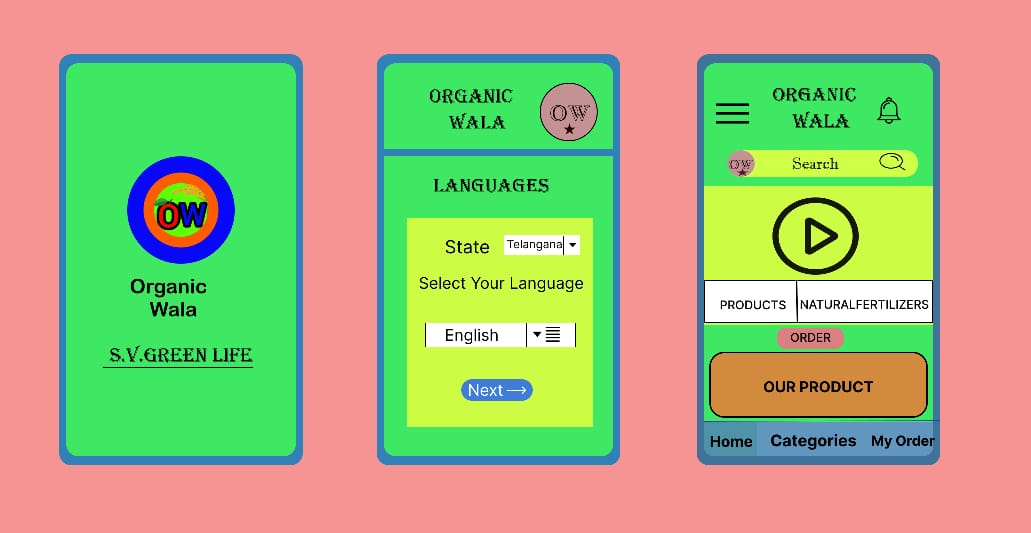 OW
Organic
Wala
S.V.GREEN LIFE
ORGANIC
WALA
OW
LANGUAGES
State
Telangana
Select Your Language
English
Next
ORGANIC
WALA
OW
Search
PRODUCTS
NATURALFERTILIZERS
ORDER
OUR PRODUCT
Home
Categories
My Order